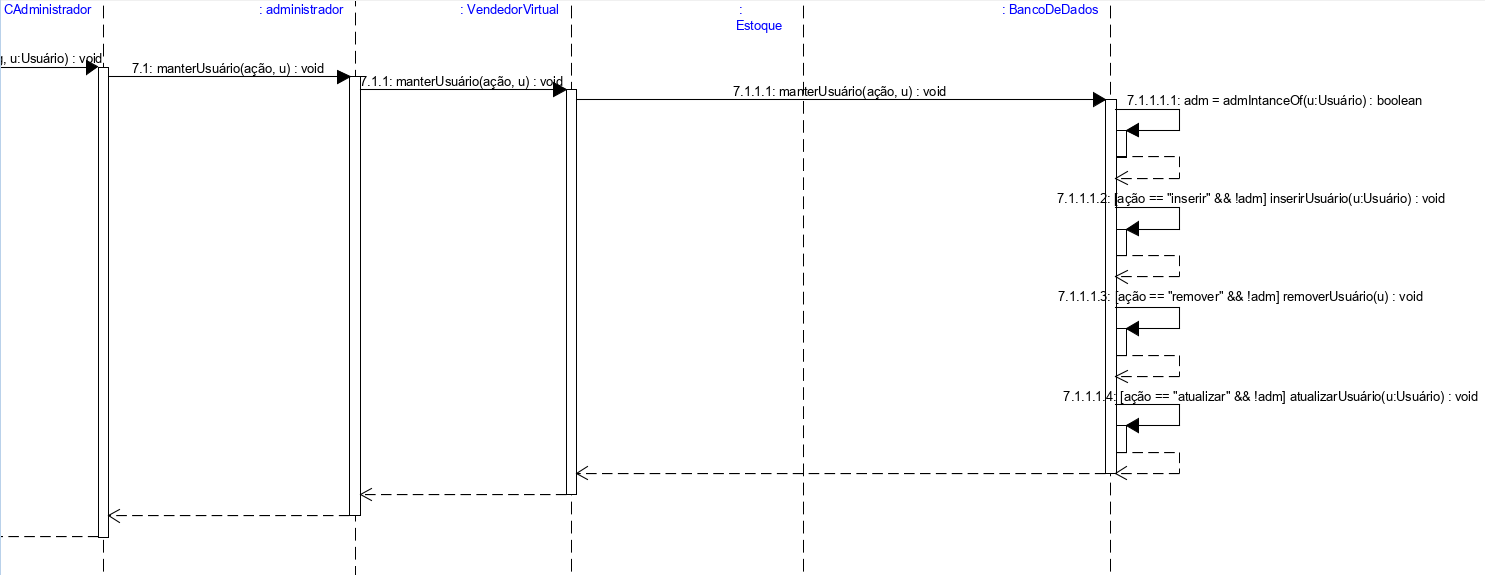 CAdministrador
: administrador
: VendedorVirtual
:
Estoque
: BancoDeDados
, u:Usuário) : void
7.1: manterUsuário(ação, u) : void
7.1.1: manterUsuário(ação, u) : void
7.1.1.1: manterUsuário(ação, u) : void
7.1.1.1.1: adm = admIntanceOf(u:Usuário) : boolean
7.1.1.1.2: [ação == "inserir" && !adm] inserirUsuário(u:Usuário) : void
7.1.1.1.3: [ação == "remover" && !adm] removerUsuário(u) : void
7.1.1.1.4: [ação == "atualizar" && !adm] atualizarUsuário(u:Usuário) : void